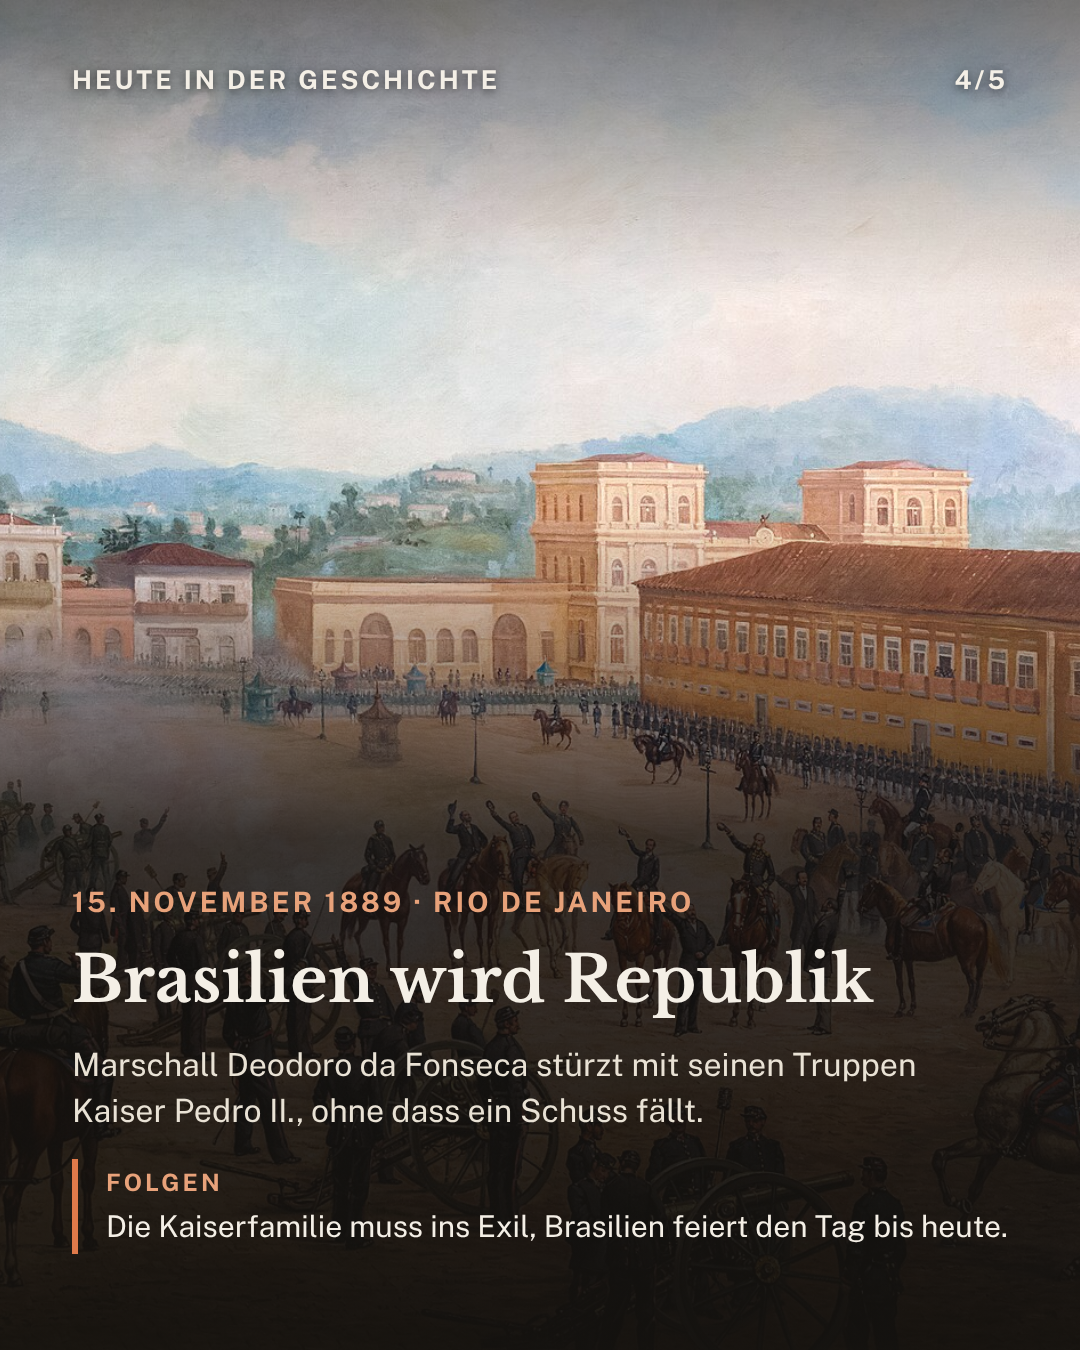 HEUTE IN DER GESCHICHTE
4/5
15. NOVEMBER 1889 · RIO DE JANEIRO
Brasilien wird Republik
Marschall Deodoro da Fonseca stürzt mit seinen Truppen
Kaiser Pedro II., ohne dass ein Schuss fällt.
FOLGEN
Die Kaiserfamilie muss ins Exil, Brasilien feiert den Tag bis heute.